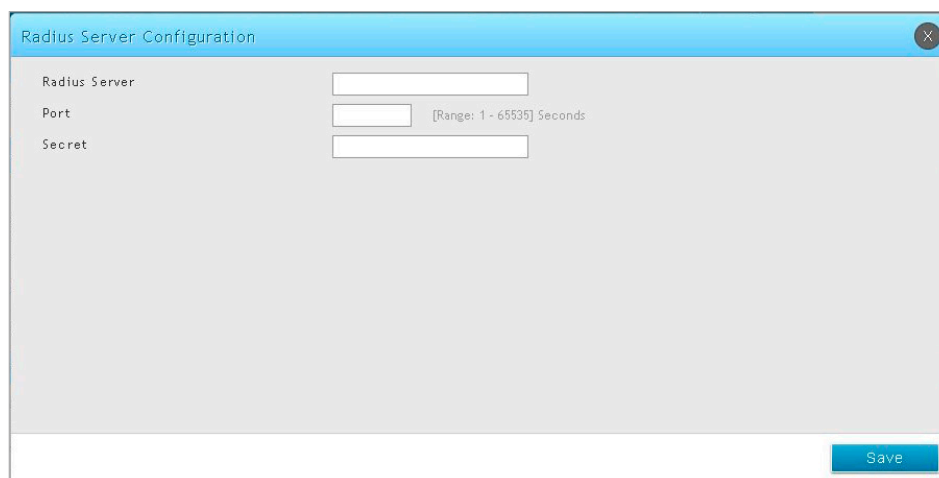 Radius Server Configuration
X
Radius Server
Port
[Range: 1 - 65535] Seconds
Secret
Save